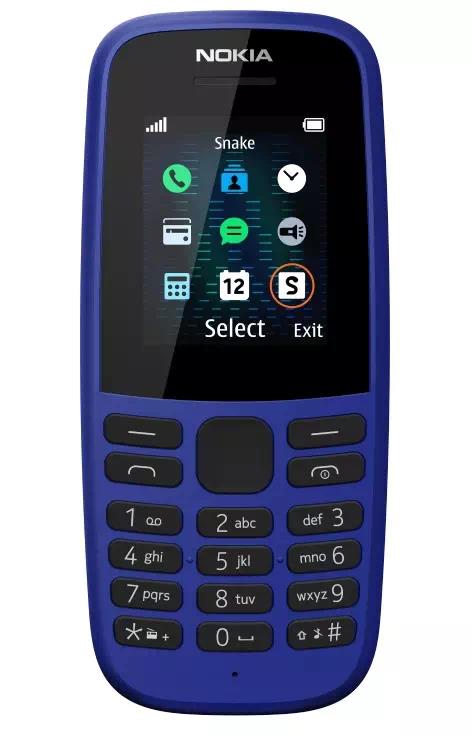 NOKIA
Snake
12 S
Select Exit
1
2 abc
def 3
4 ghi
5 jkl
mno 6
7 pqrs
8 tuv
wxyz 9
* +
0
#